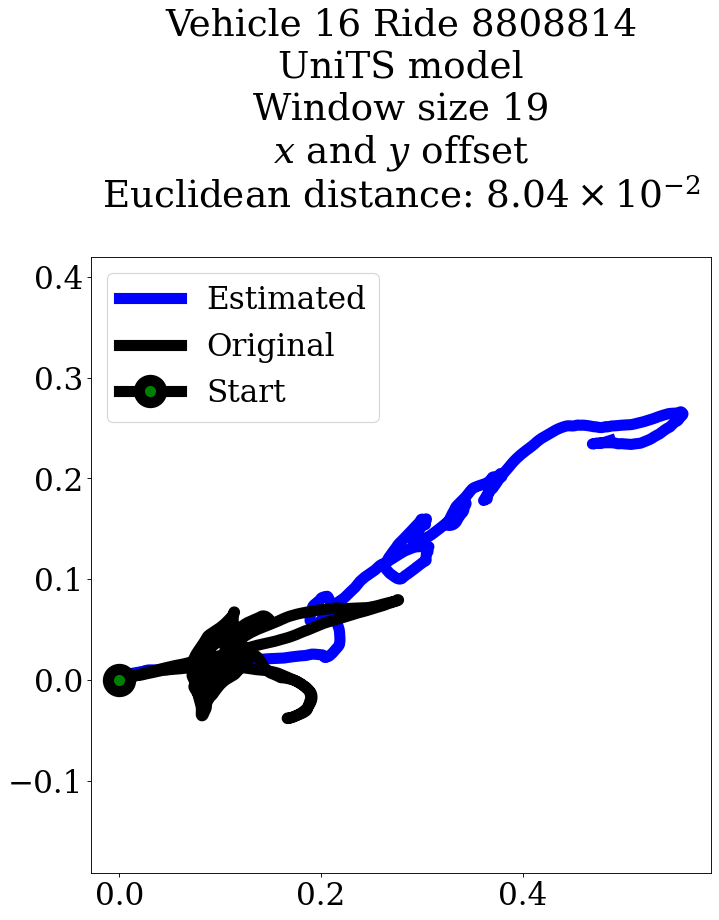 Vehicle 16 Ride 8808814
UniTS model
Window size 19
x and y offset
Euclidean distance: 8.04 × 10⁻²
Estimated
Original
Start
0.4
0.3
0.2
0.1
0.0
−0.1
0.0 0.2 0.4